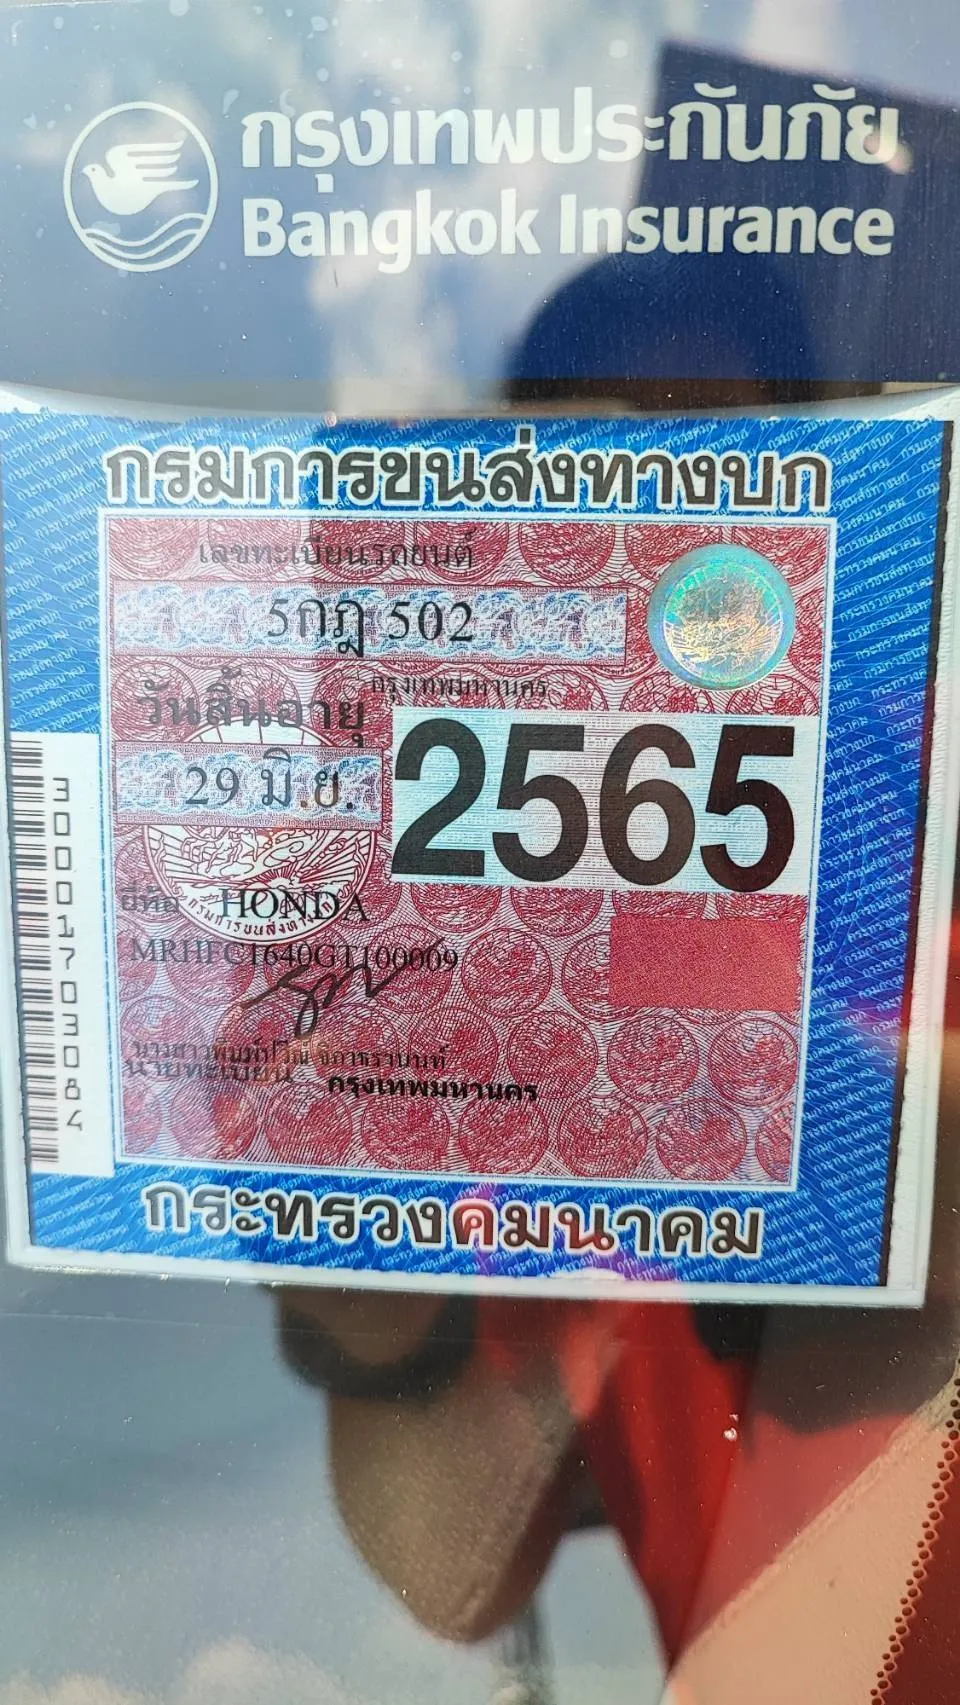 กรุงเทพประกันภัย
Bangkok Insurance
กรมการขนส่งทางบก
เลขทะเบียนรถยนต์
5กฎ 502
กรุงเทพมหานคร
วันสิ้นอายุ
29 มิ.ย.
2565
ยี่ห้อ HONDA
MRHFC1640GT100009
นายทะเบียน กรุงเทพมหานคร
กระทรวงคมนาคม
3000170303084